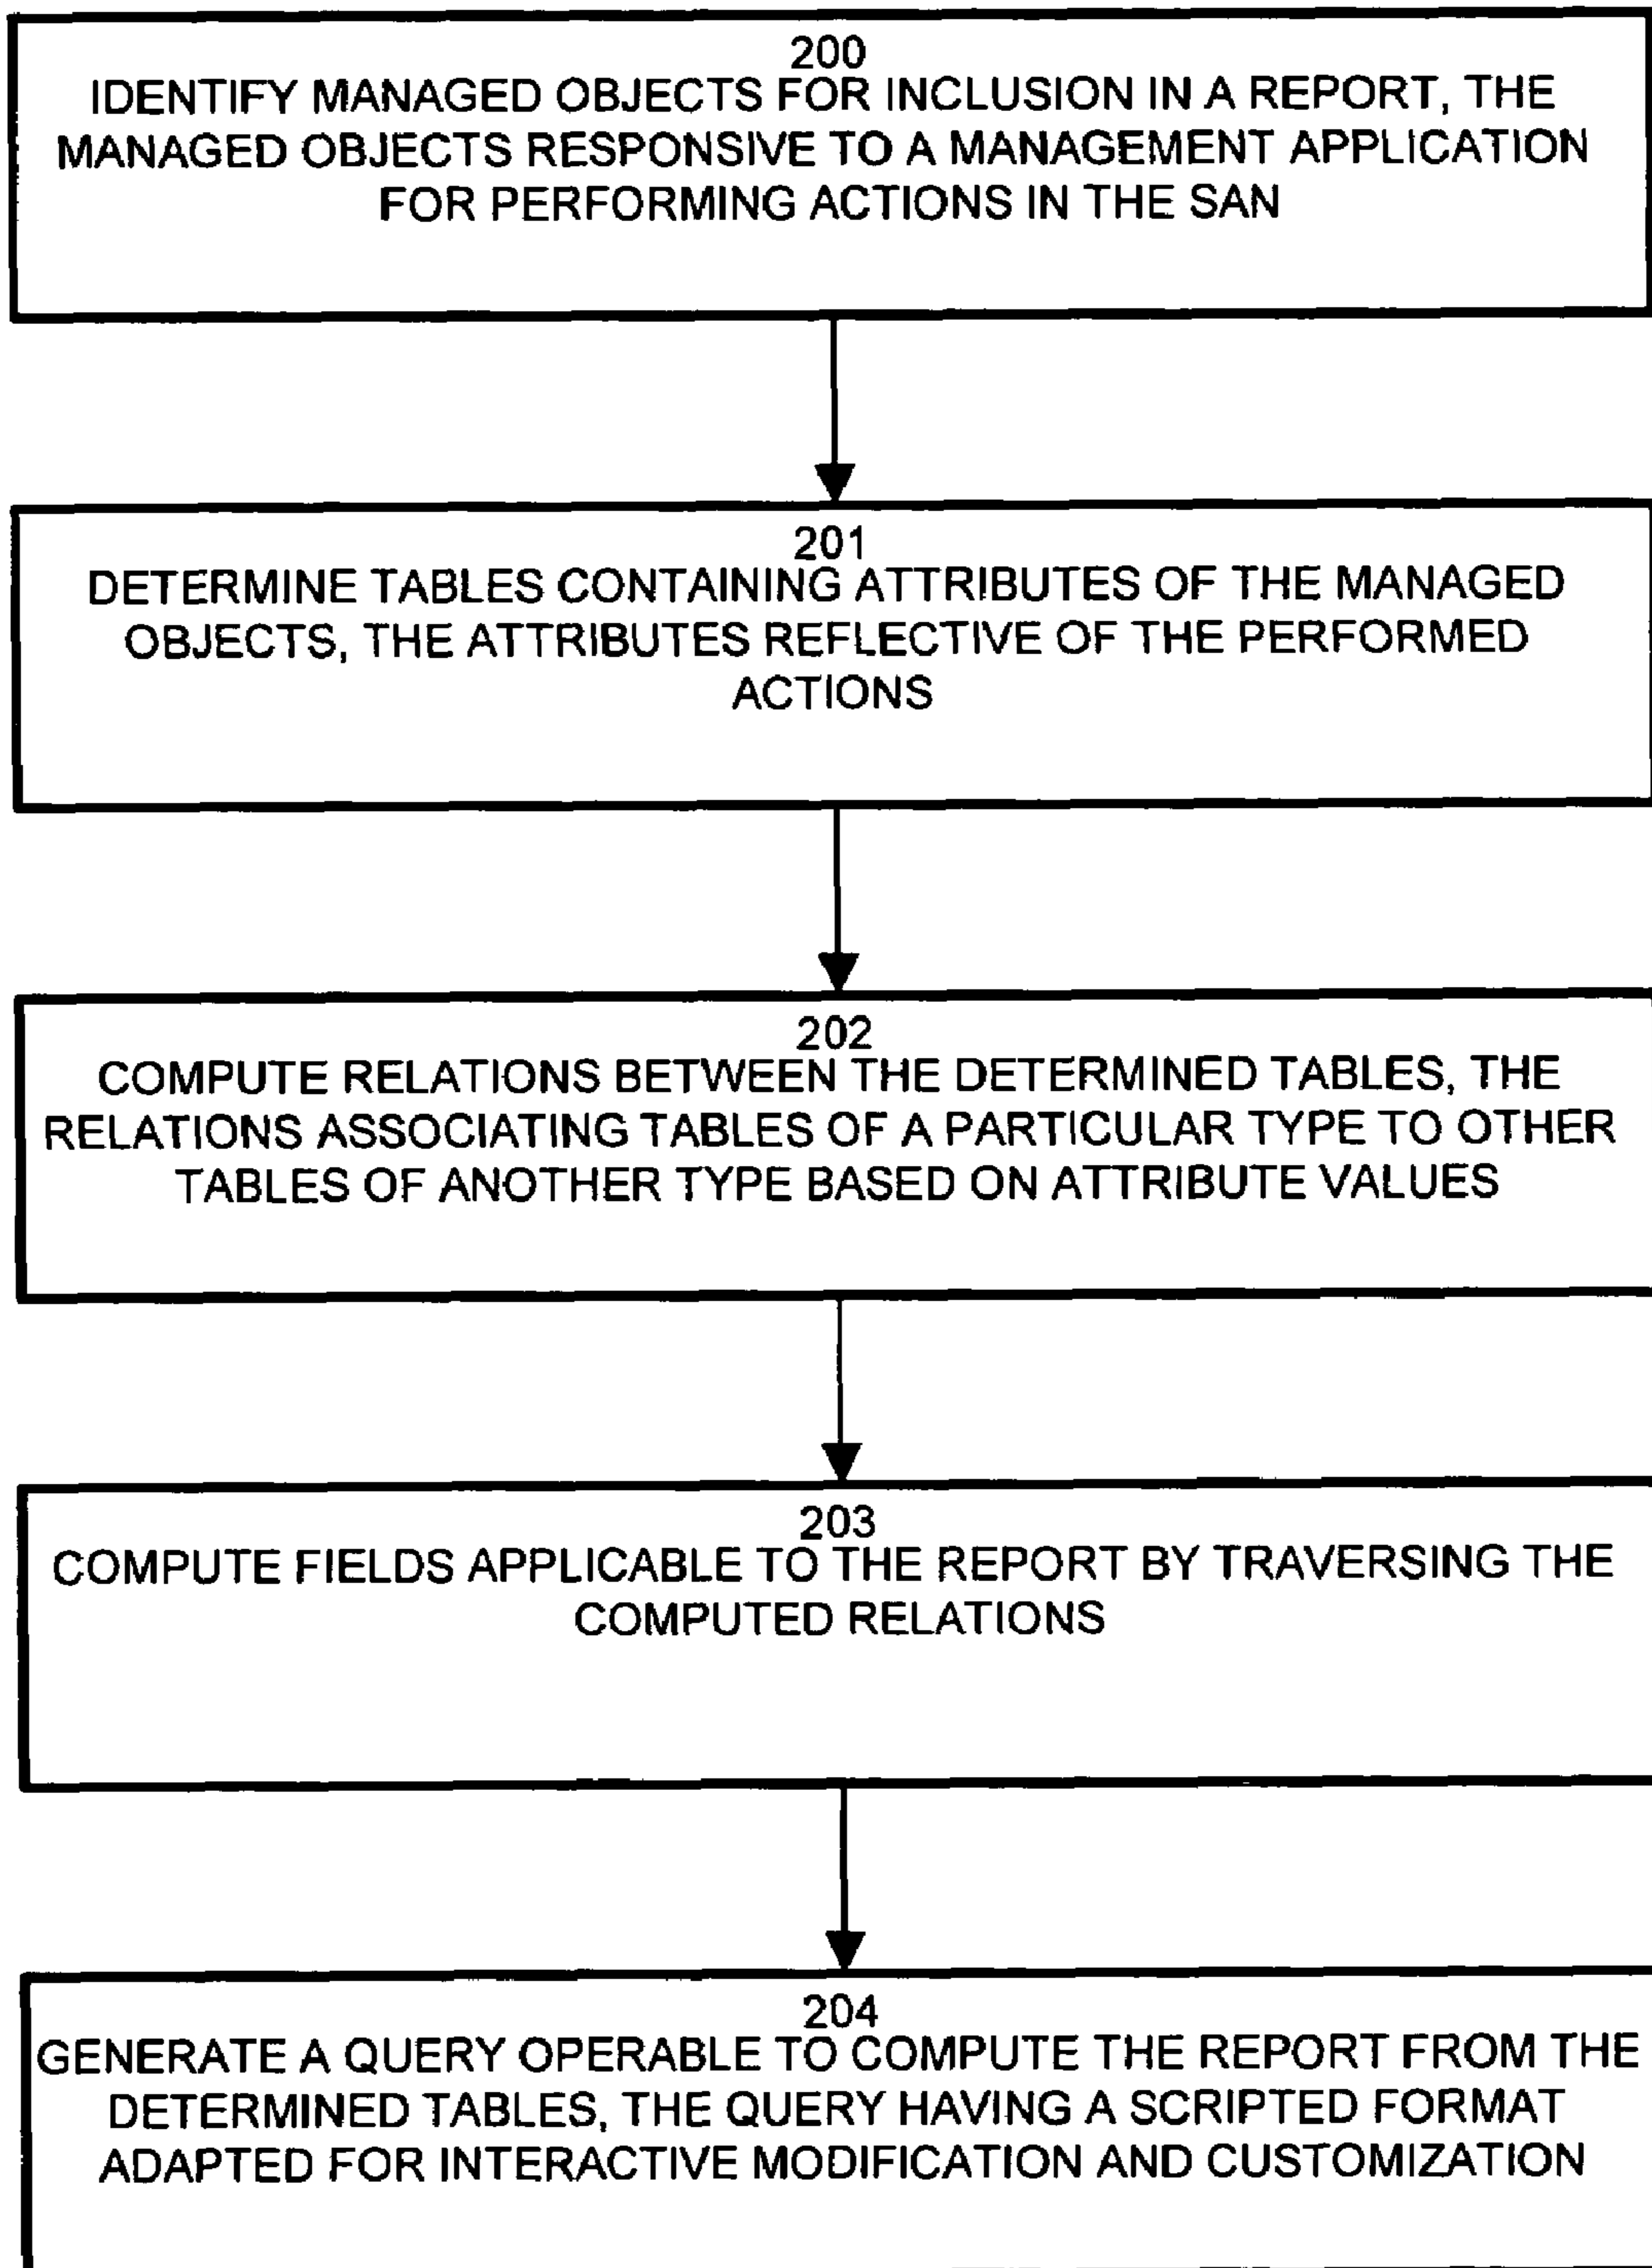 200
IDENTIFY MANAGED OBJECTS FOR INCLUSION IN A REPORT, THE
MANAGED OBJECTS RESPONSIVE TO A MANAGEMENT APPLICATION
FOR PERFORMING ACTIONS IN THE SAN
201
DETERMINE TABLES CONTAINING ATTRIBUTES OF THE MANAGED
OBJECTS, THE ATTRIBUTES REFLECTIVE OF THE PERFORMED
ACTIONS
202
COMPUTE RELATIONS BETWEEN THE DETERMINED TABLES, THE
RELATIONS ASSOCIATING TABLES OF A PARTICULAR TYPE TO OTHER
TABLES OF ANOTHER TYPE BASED ON ATTRIBUTE VALUES
203
COMPUTE FIELDS APPLICABLE TO THE REPORT BY TRAVERSING THE
COMPUTED RELATIONS
204
GENERATE A QUERY OPERABLE TO COMPUTE THE REPORT FROM THE
DETERMINED TABLES, THE QUERY HAVING A SCRIPTED FORMAT
ADAPTED FOR INTERACTIVE MODIFICATION AND CUSTOMIZATION